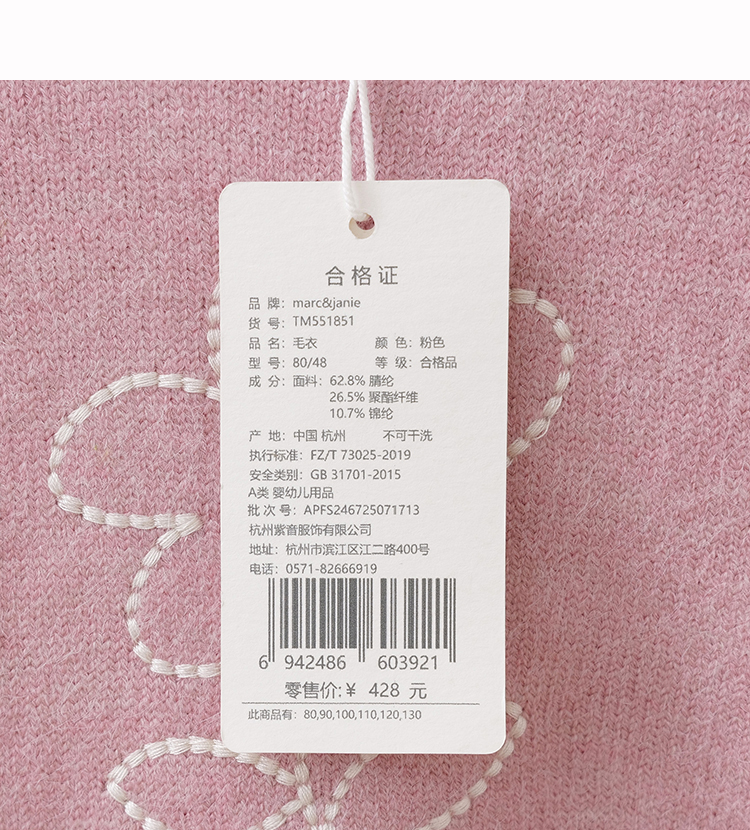 合格证
品 牌: marc&janie
货 号: TM551851
品 名: 毛衣 颜 色: 粉色
型 号: 80/48 等 级: 合格品
成 分: 面料: 62.8% 腈纶
26.5% 聚酯纤维
10.7% 锦纶
产 地: 中国 杭州 不可干洗
执行标准: FZ/T 73025-2019
安全类别: GB 31701-2015
A类 婴幼儿用品
批 次 号: APFS246725071713
杭州紫音服饰有限公司
地址: 杭州市滨江区江二路400号
电话: 0571-82666919
6 942486 603921
零售价:¥ 428 元
此商品有: 80,90,100,110,120,130